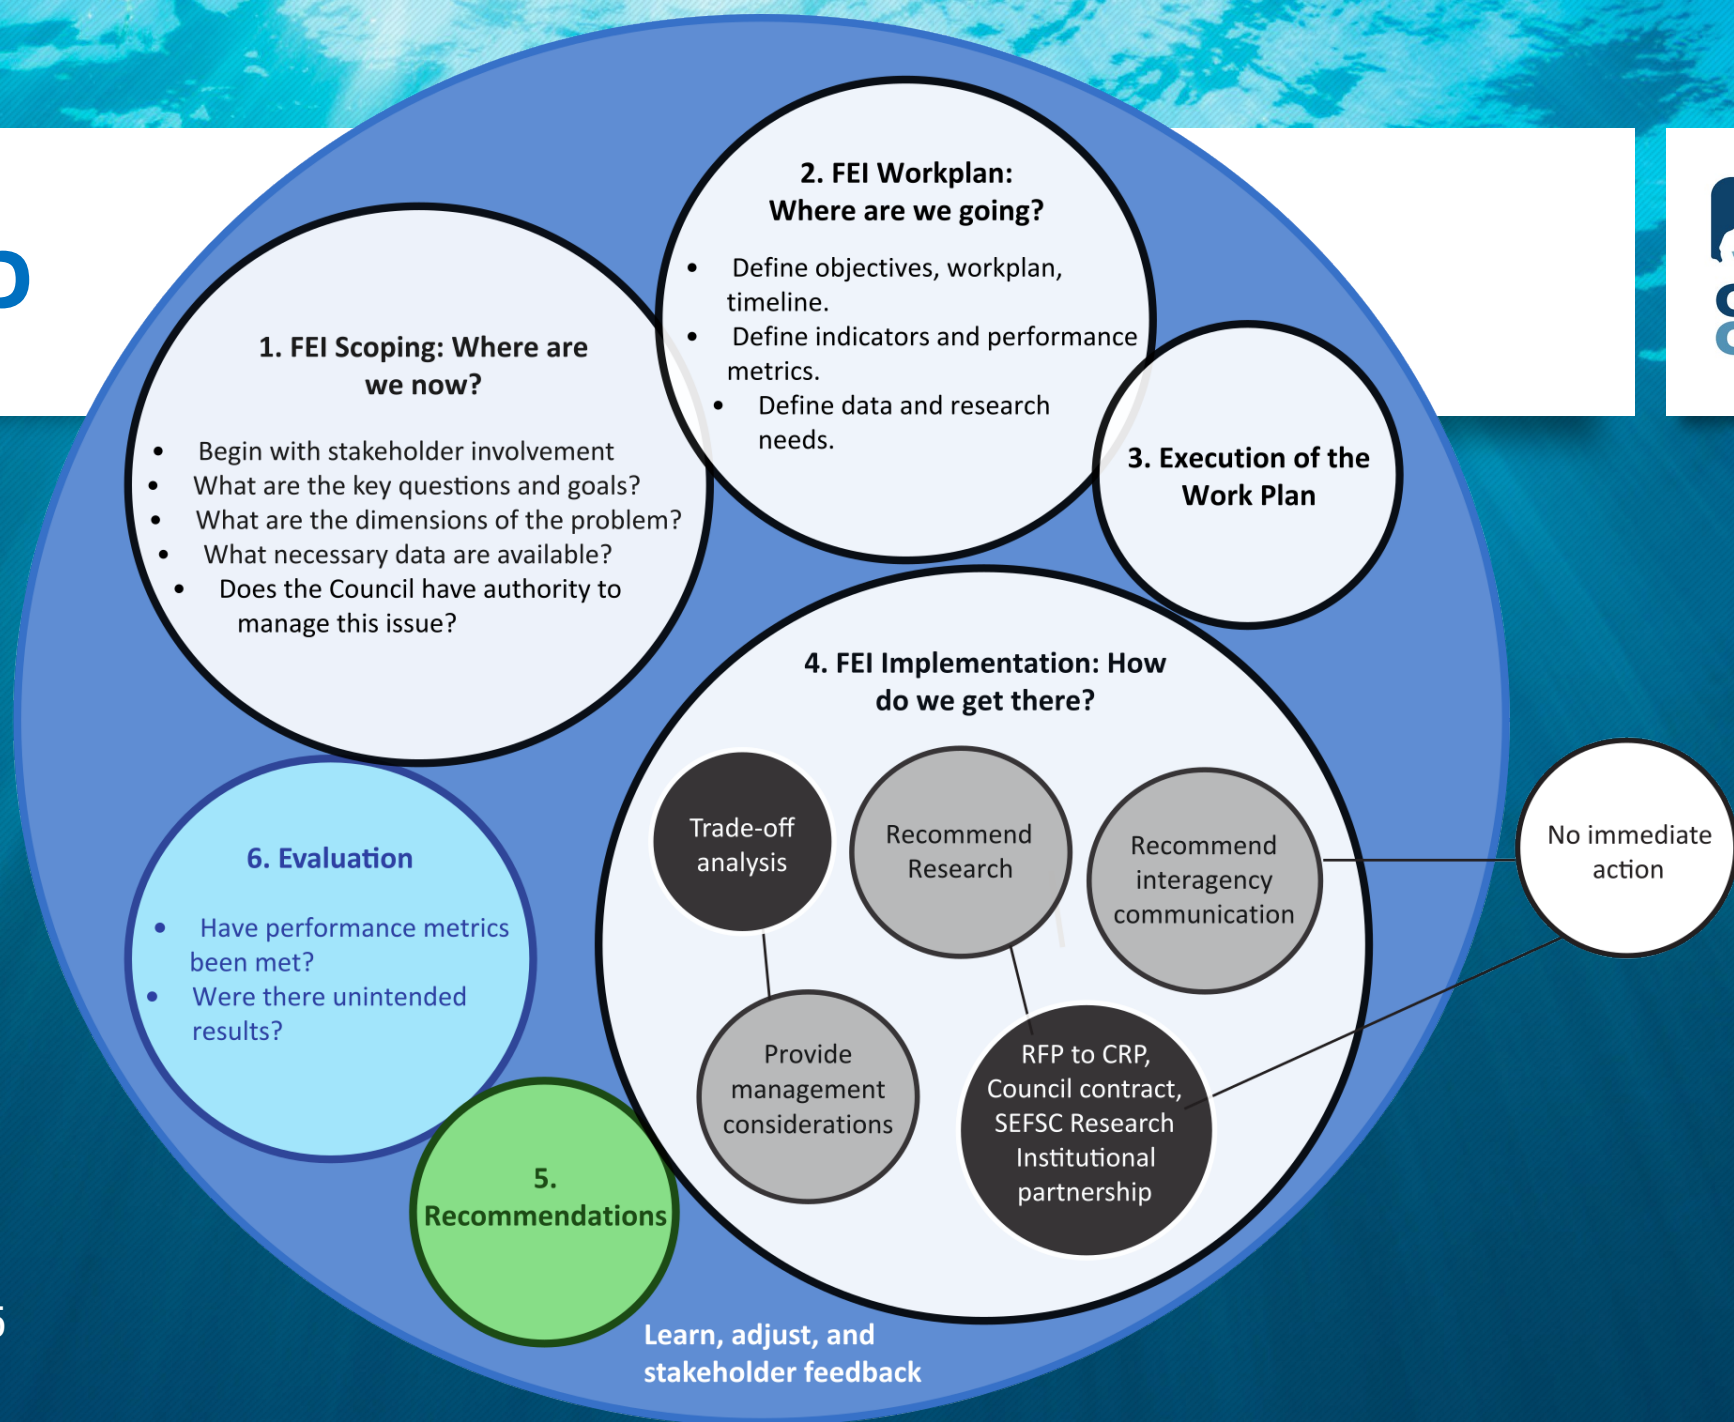 2. FEI Workplan:
Where are we going?
• Define objectives, workplan,
timeline.
• Define indicators and performance
metrics.
• Define data and research
needs.
1. FEI Scoping: Where are
we now?
• Begin with stakeholder involvement
• What are the key questions and goals?
• What are the dimensions of the problem?
• What necessary data are available?
• Does the Council have authority to
manage this issue?
3. Execution of the
Work Plan
4. FEI Implementation: How
do we get there?
Trade-off
analysis
Recommend
Research
Recommend
interagency
communication
No immediate
action
Provide
management
considerations
RFP to CRP,
Council contract,
SEFSC Research
Institutional
partnership
6. Evaluation
• Have performance metrics
been met?
• Were there unintended
results?
5.
Recommendations
Learn, adjust, and
stakeholder feedback